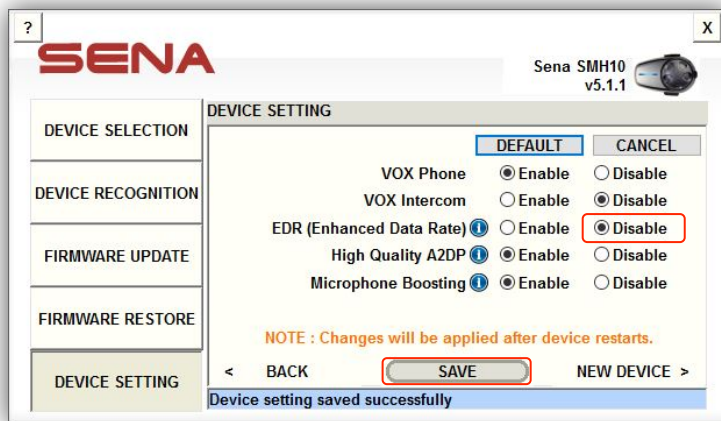 ?
X
SENA
Sena SMH10
v5.1.1
DEVICE SELECTION
DEVICE RECOGNITION
FIRMWARE UPDATE
FIRMWARE RESTORE
DEVICE SETTING
DEVICE SETTING
DEFAULT CANCEL
VOX Phone Enable Disable
VOX Intercom Enable Disable
EDR (Enhanced Data Rate) Enable Disable
High Quality A2DP Enable Disable
Microphone Boosting Enable Disable
NOTE : Changes will be applied after device restarts.
< BACK SAVE NEW DEVICE >
Device setting saved successfully